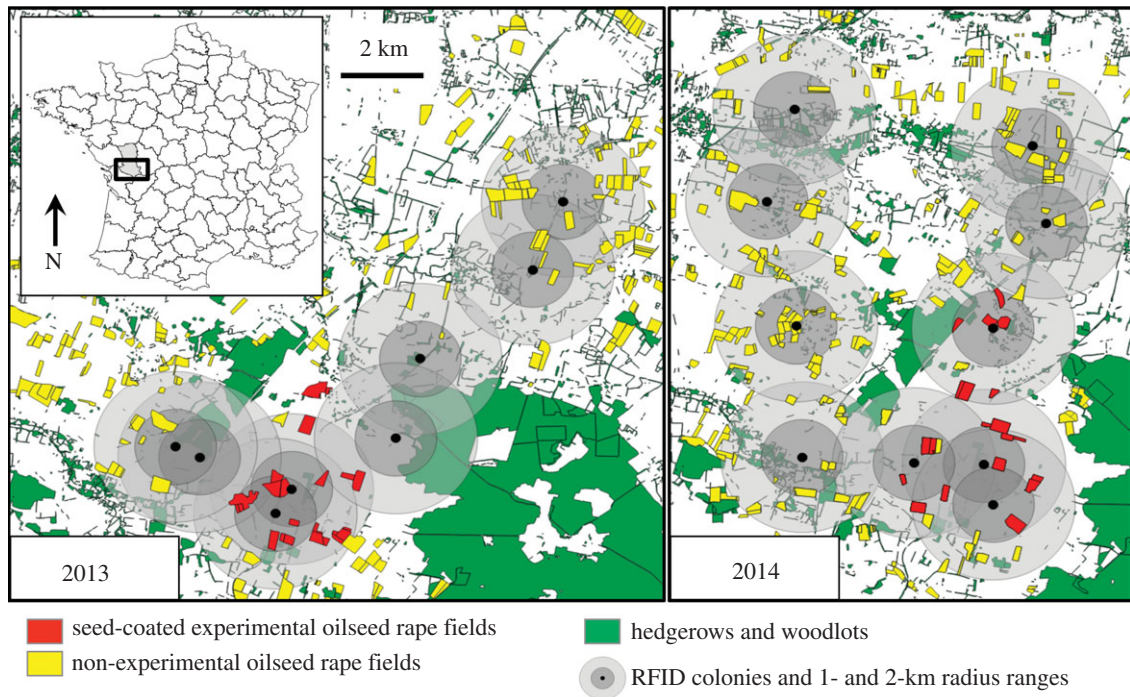 2 km
N
2013
2014
seed-coated experimental oilseed rape fields
non-experimental oilseed rape fields
hedgerows and woodlots
RFID colonies and 1- and 2-km radius ranges